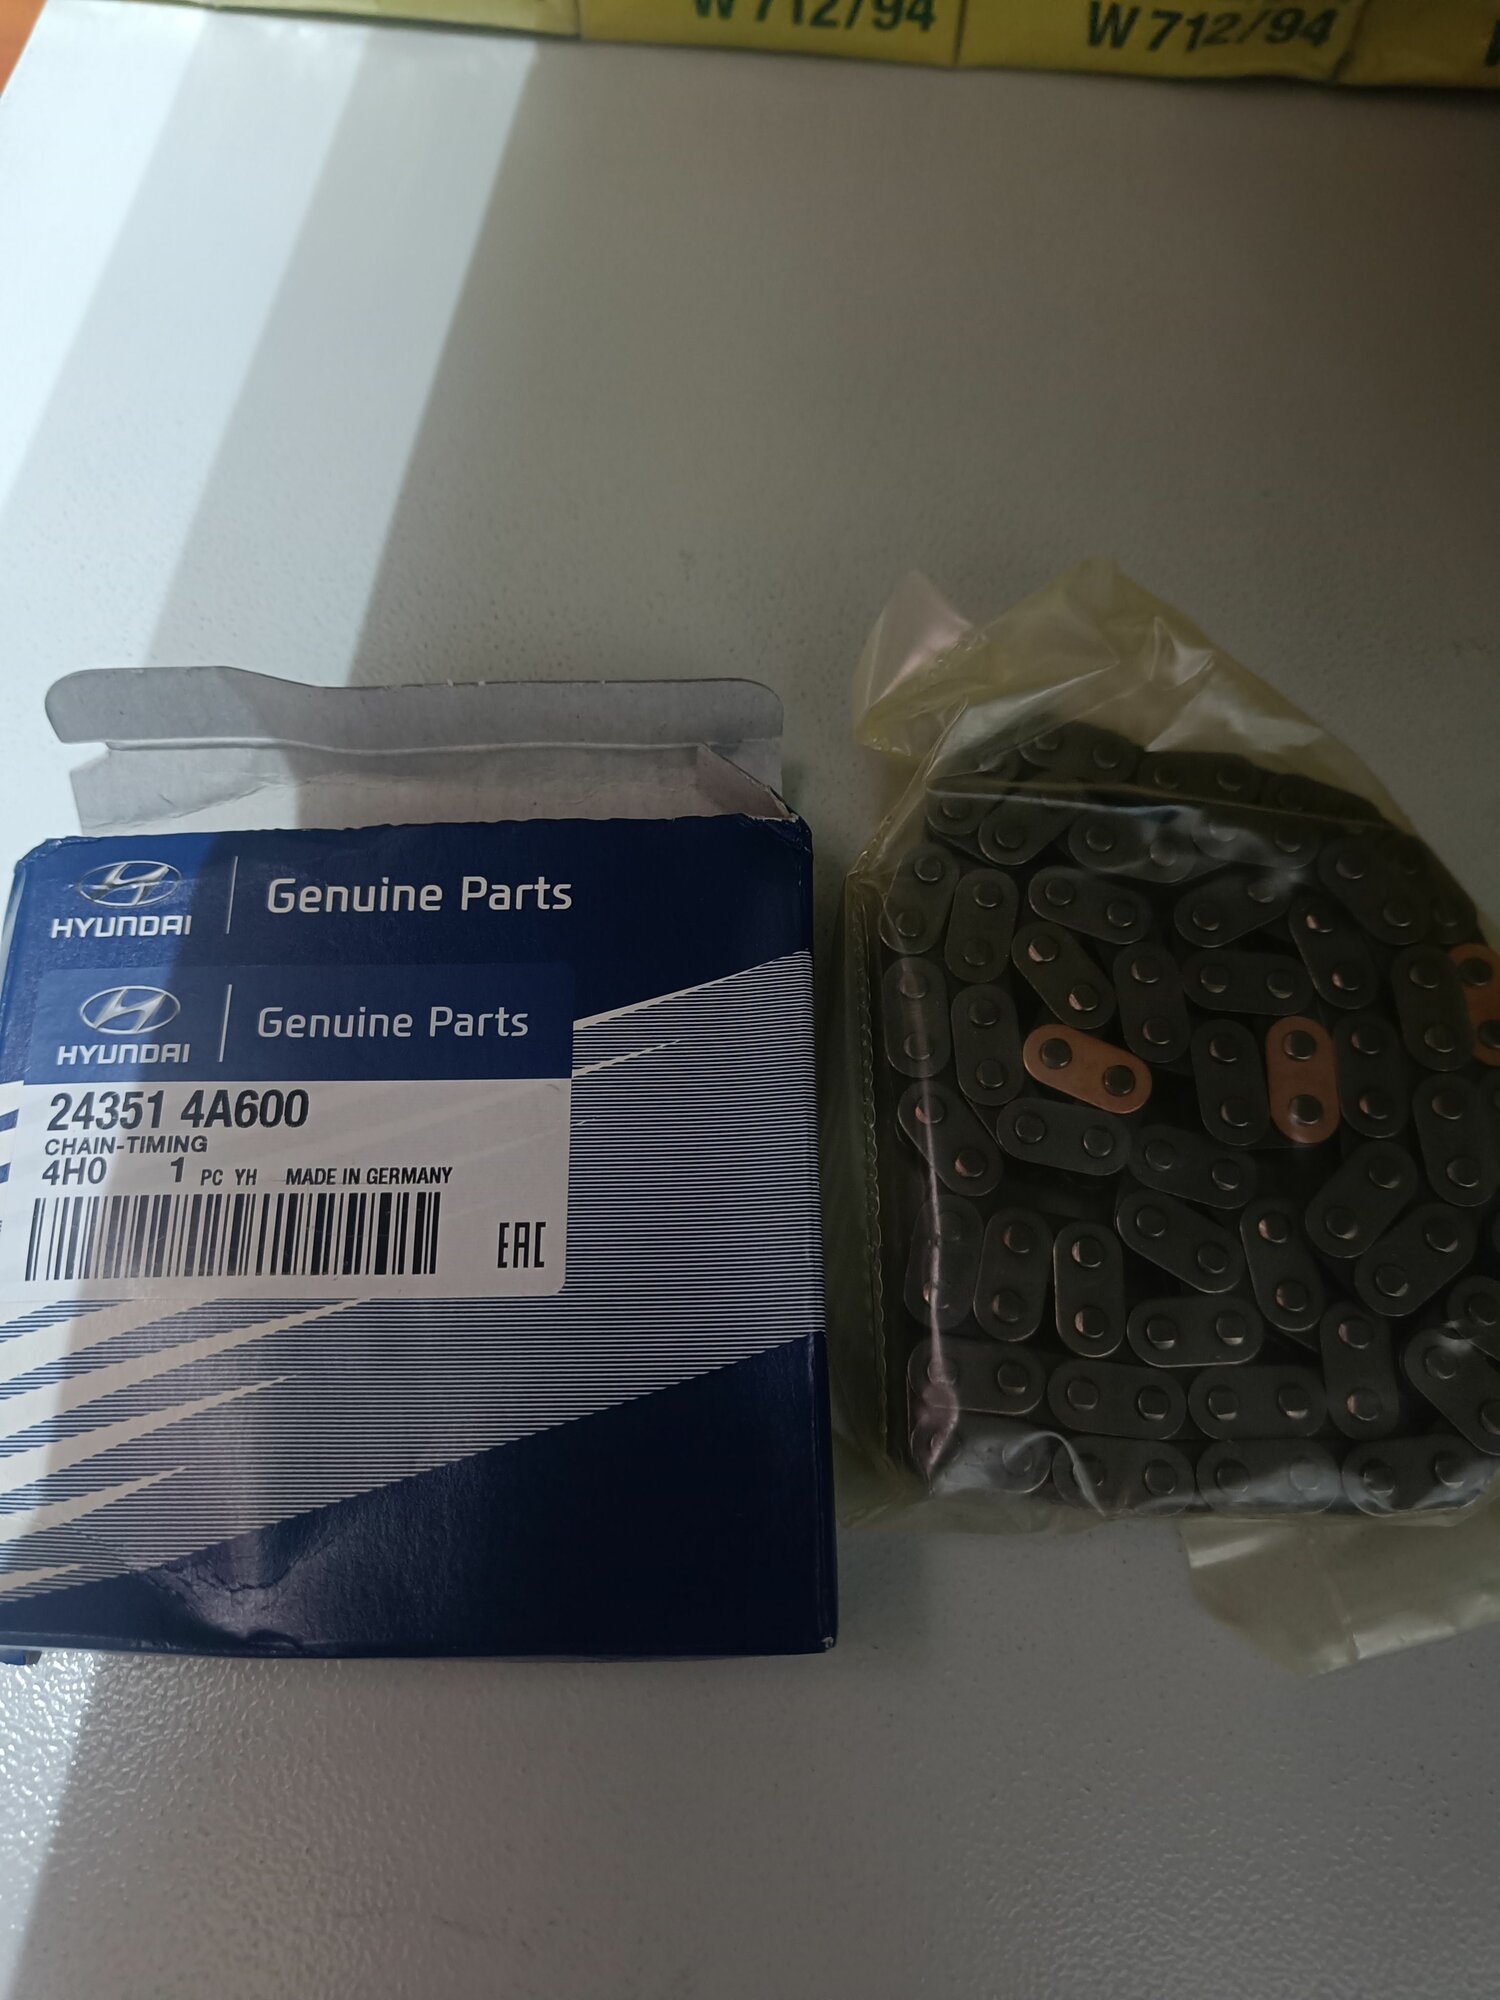 W 712/94
W 712/94
HYUNDAI
Genuine Parts
HYUNDAI
Genuine Parts
24351 4A600
CHAIN-TIMING
4H0 1 PC YH MADE IN GERMANY
EAC